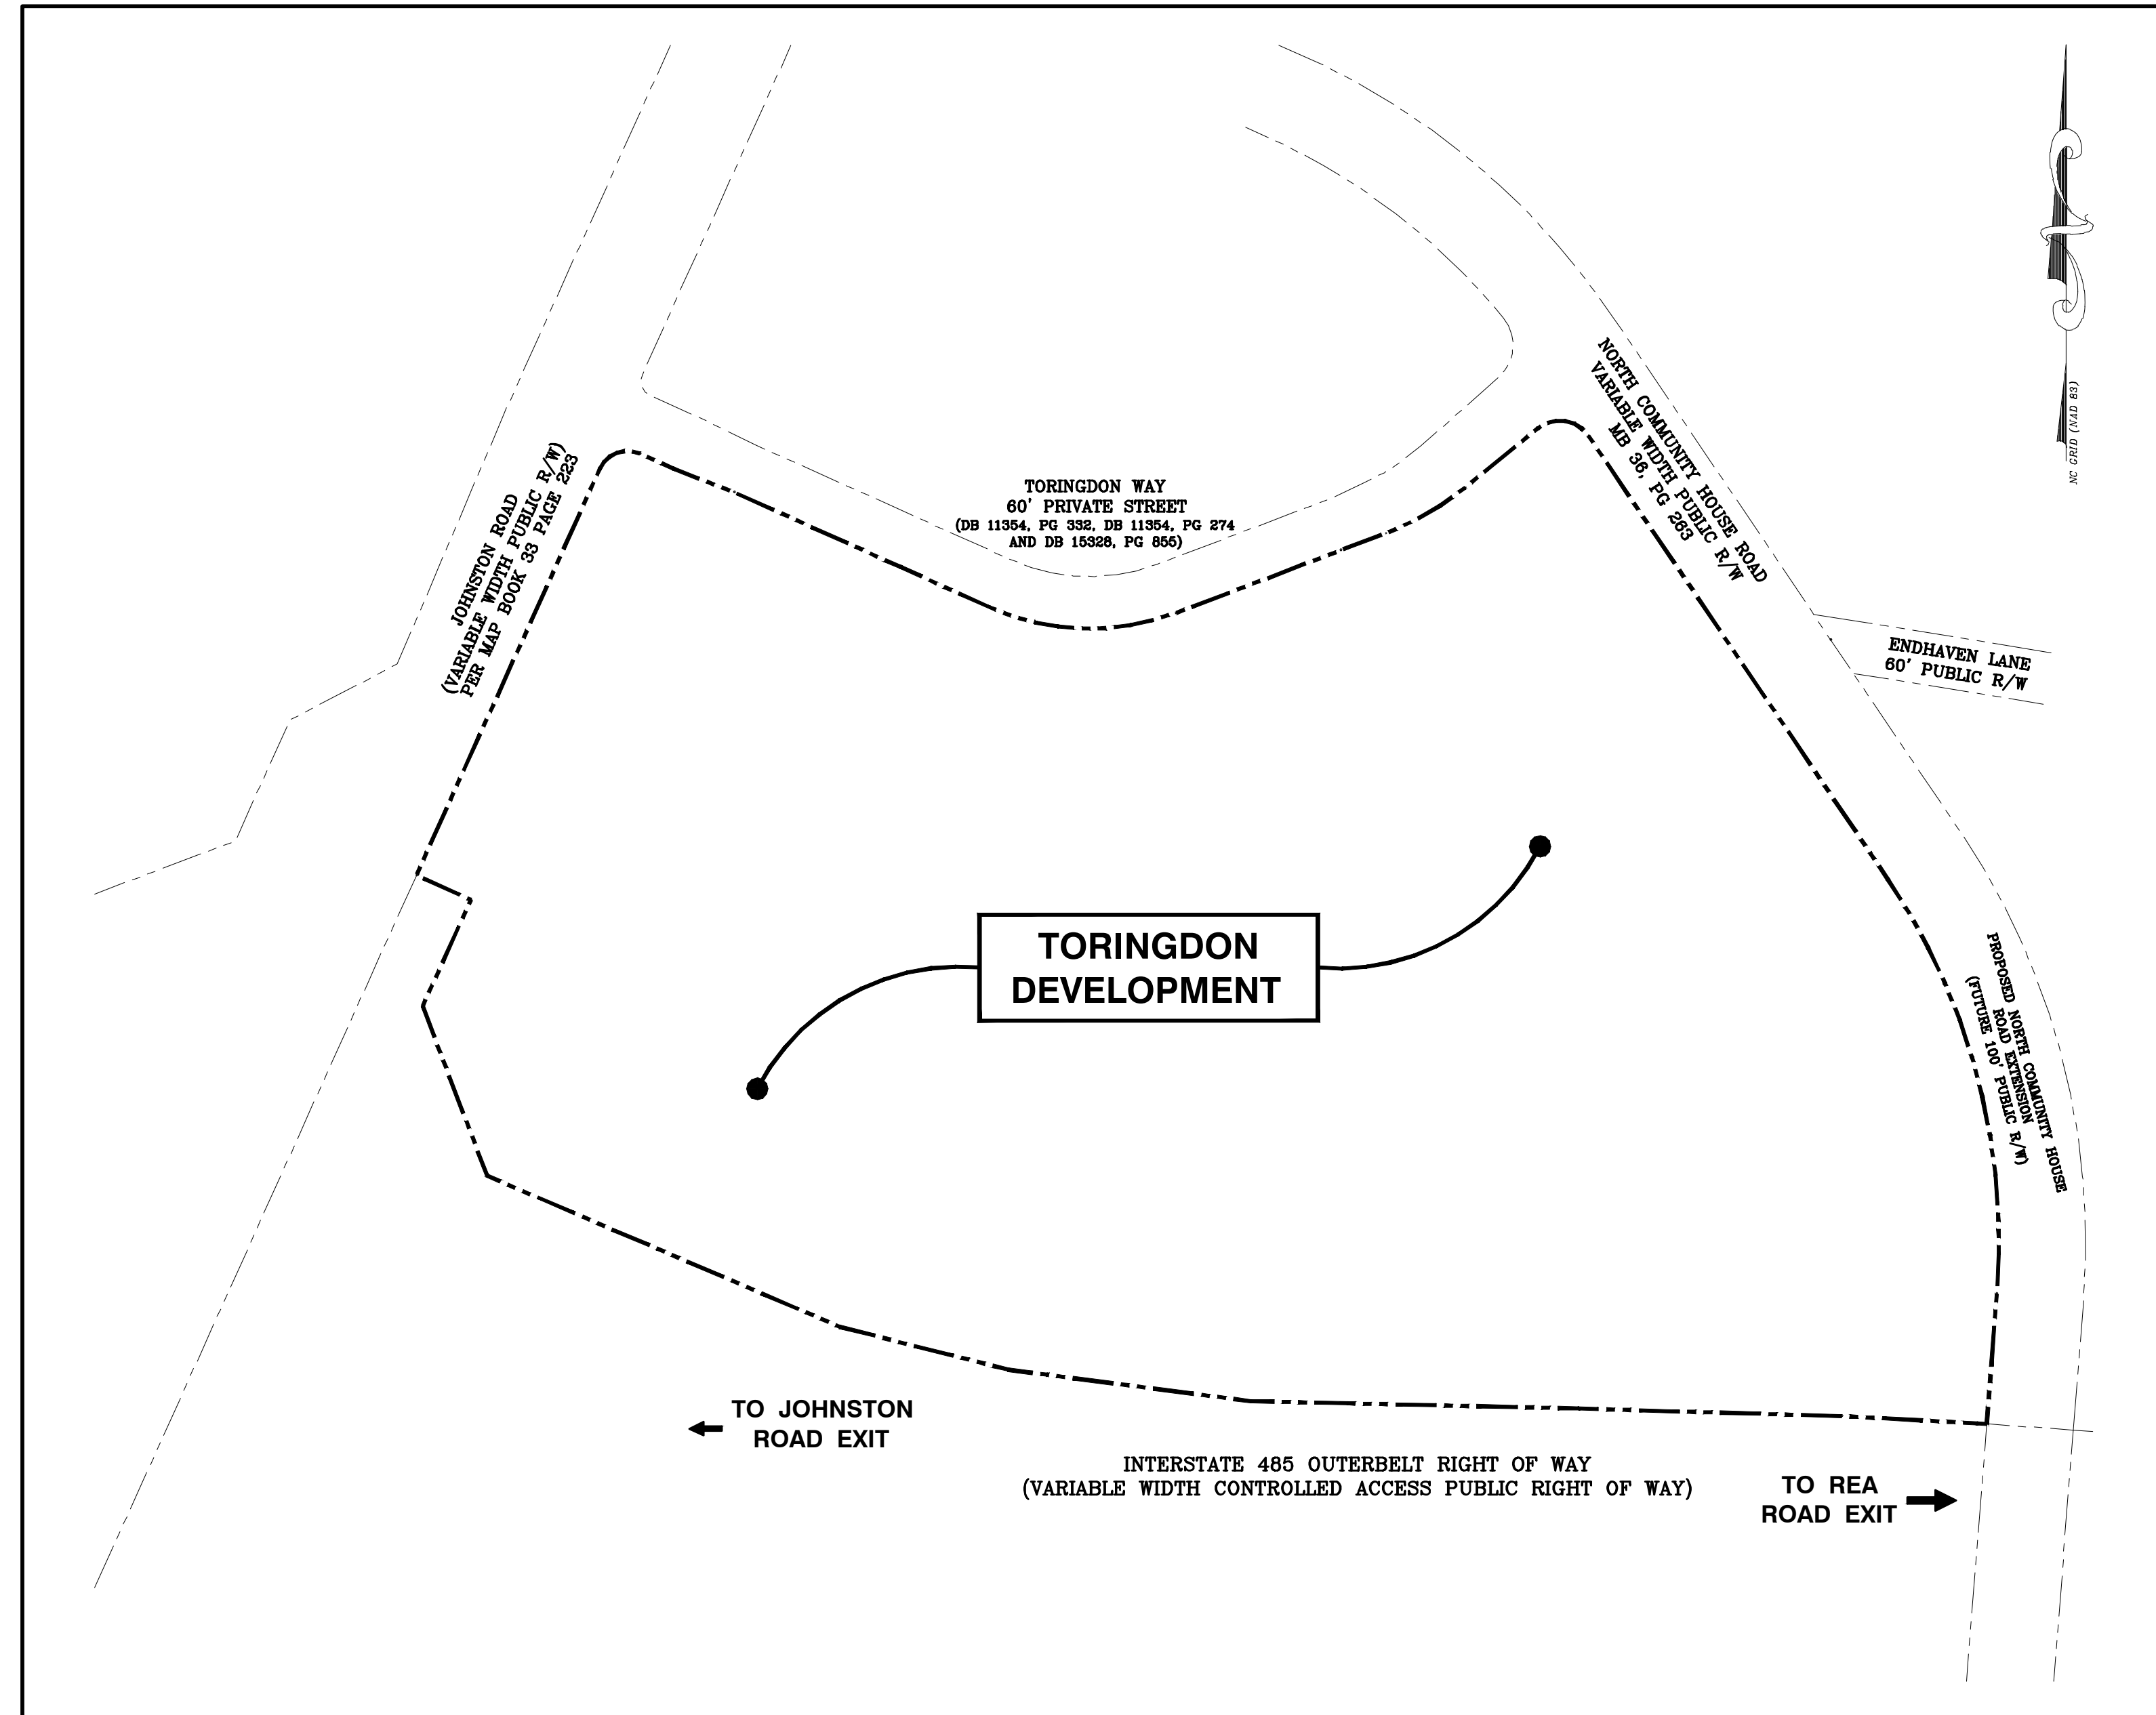 NC GRID (NAD 83)
JOHNSTON ROAD
(VARIABLE WIDTH PUBLIC R/W)
PER MAP BOOK 33 PAGE 223
TORINGDON WAY
60' PRIVATE STREET
(DB 11354, PG 332, DB 11354, PG 274
AND DB 15328, PG 855)
NORTH COMMUNITY HOUSE ROAD
VARIABLE WIDTH PUBLIC R/W
MB 36, PG 263
ENDHAVEN LANE
60' PUBLIC R/W
TORINGDON
DEVELOPMENT
PROPOSED NORTH COMMUNITY HOUSE
ROAD EXTENSION
(FUTURE 100' PUBLIC R/W)
TO JOHNSTON
ROAD EXIT
INTERSTATE 485 OUTERBELT RIGHT OF WAY
(VARIABLE WIDTH CONTROLLED ACCESS PUBLIC RIGHT OF WAY)
TO REA
ROAD EXIT